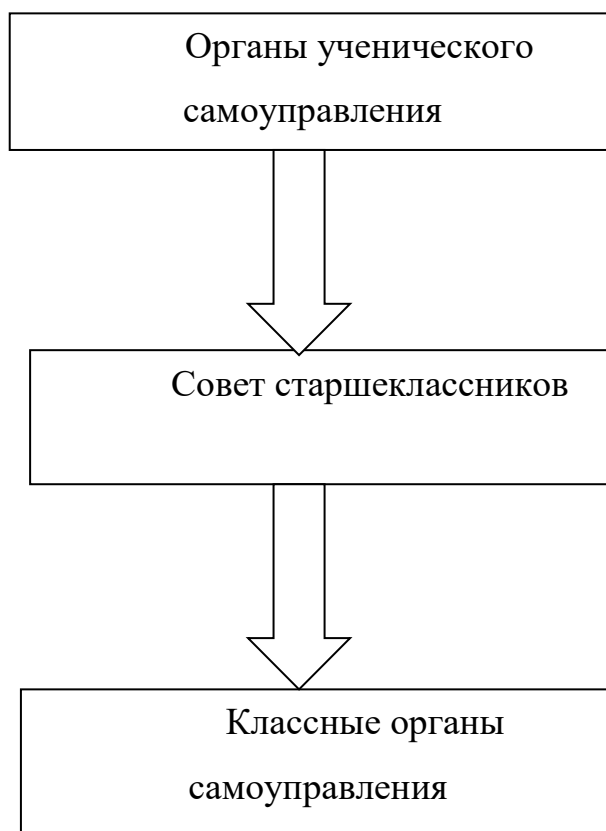 Органы ученического
самоуправления
Совет старшеклассников
Классные органы
самоуправления